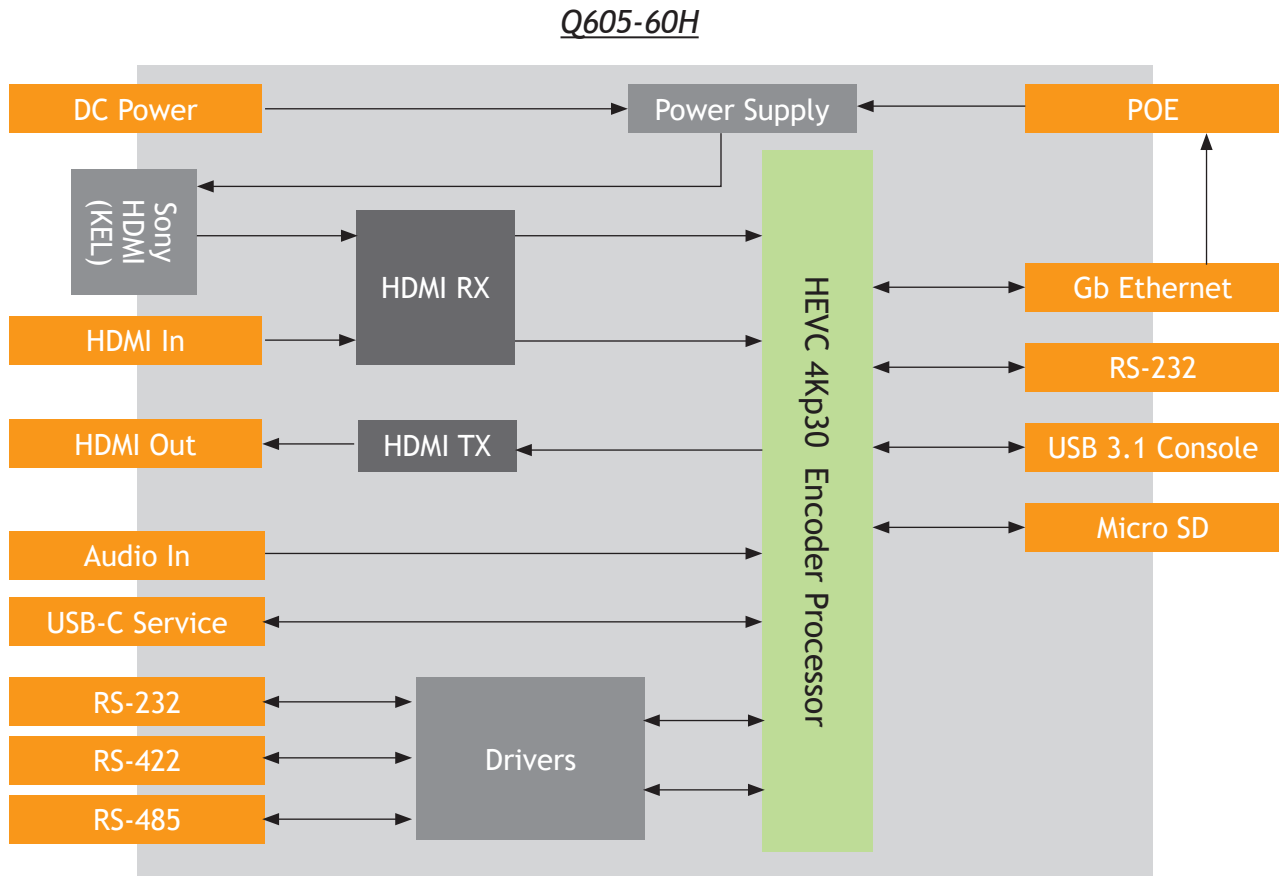 Q605-60H
DC Power
Power Supply
POE
Sony
HDMI
(KEL)
HDMI RX
HDMI In
HDMI Out
HDMI TX
Audio In
USB-C Service
RS-232
RS-422
RS-485
Drivers
HEVC 4Kp30 Encoder Processor
Gb Ethernet
RS-232
USB 3.1 Console
Micro SD